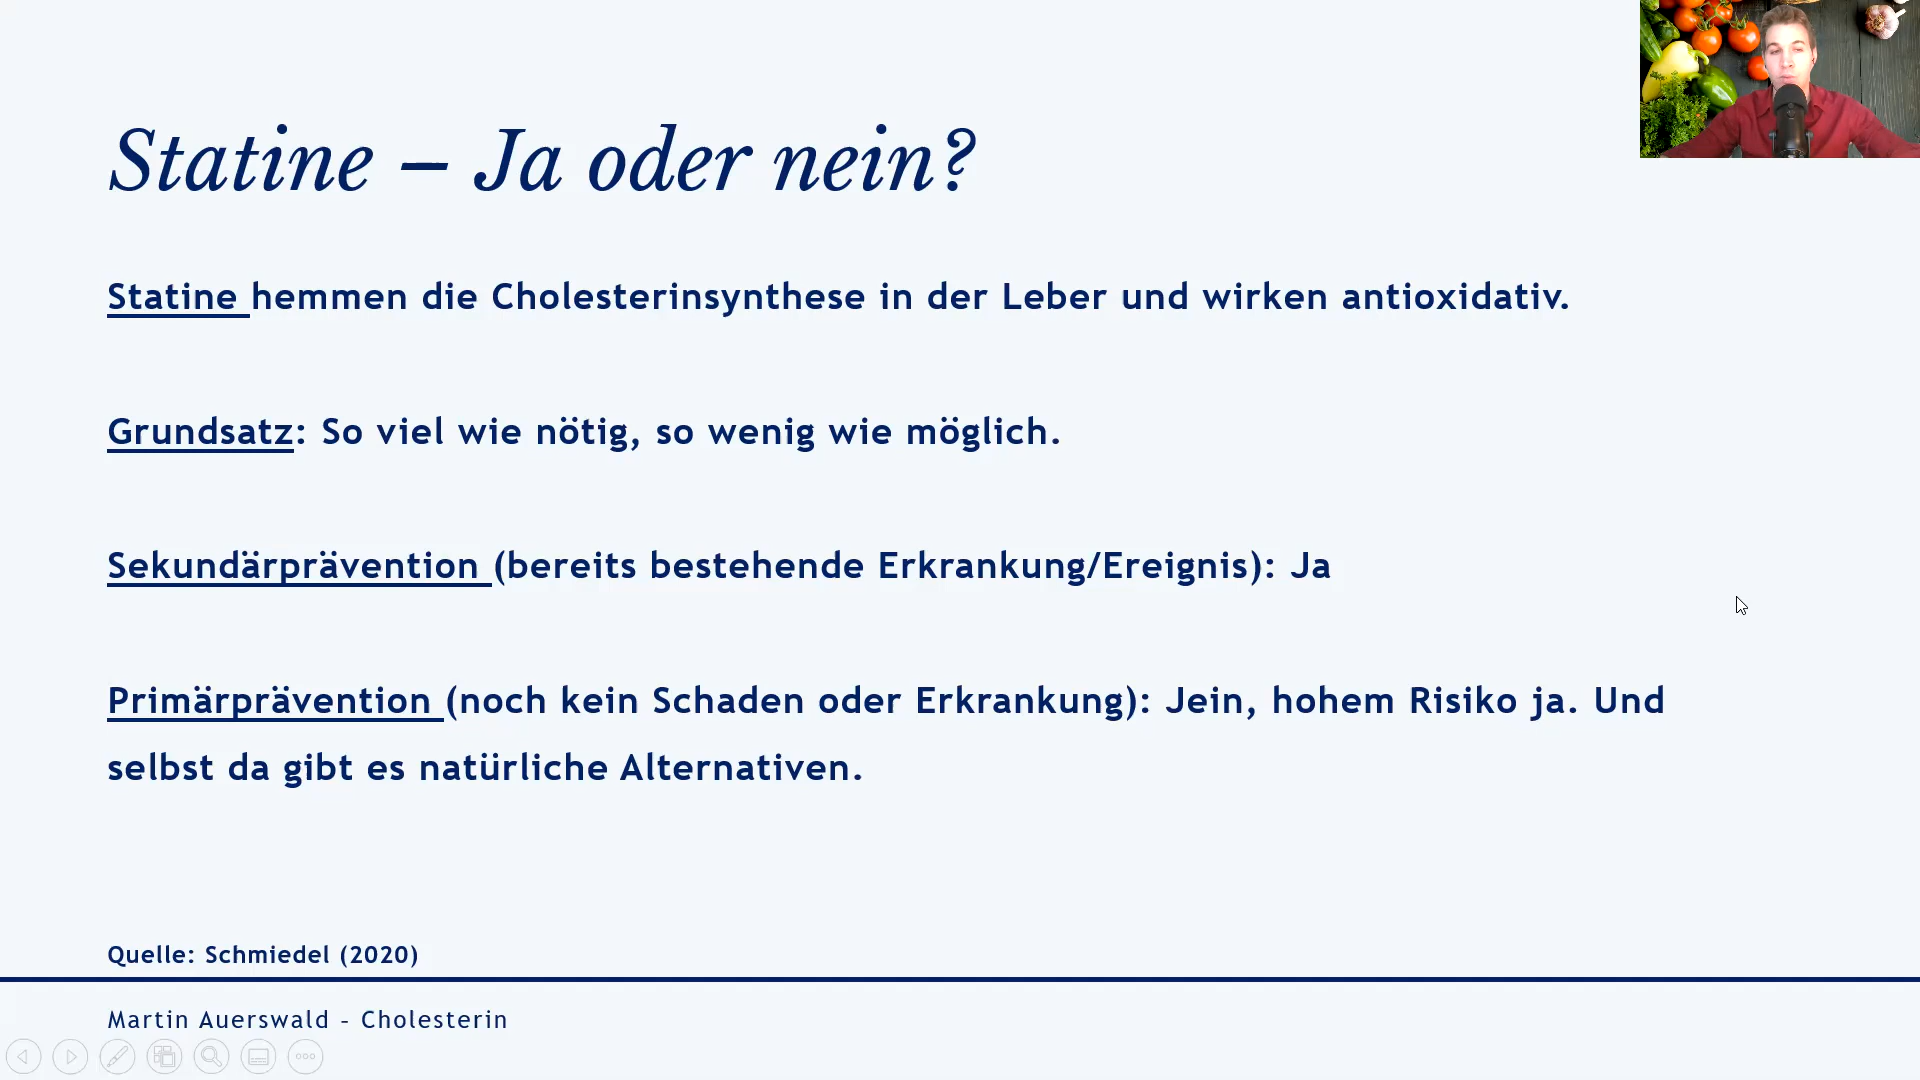 Statine – Ja oder nein?
Statine hemmen die Cholesterinsynthese in der Leber und wirken antioxidativ.
Grundsatz: So viel wie nötig, so wenig wie möglich.
Sekundärprävention (bereits bestehende Erkrankung/Ereignis): Ja
Primärprävention (noch kein Schaden oder Erkrankung): Jein, hohem Risiko ja. Und
selbst da gibt es natürliche Alternativen.
Quelle: Schmiedel (2020)
Martin Auerswald – Cholesterin